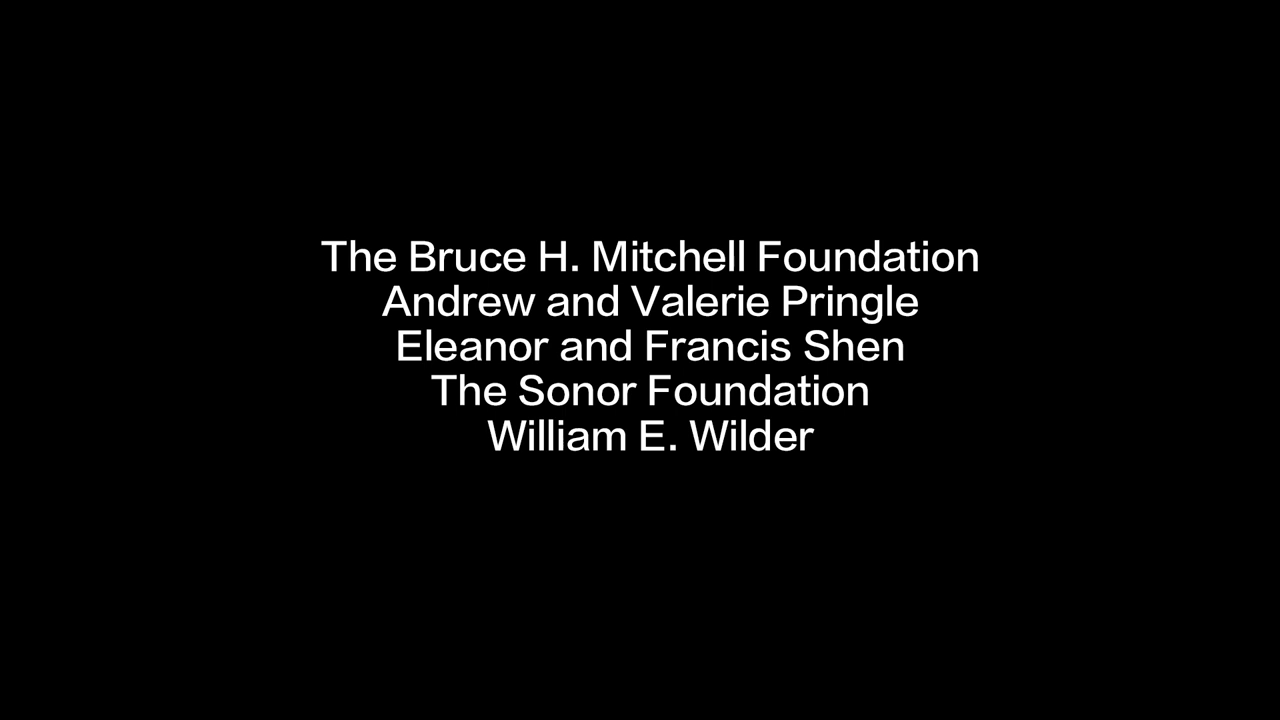 The Bruce H. Mitchell Foundation
Andrew and Valerie Pringle
Eleanor and Francis Shen
The Sonor Foundation
William E. Wilder